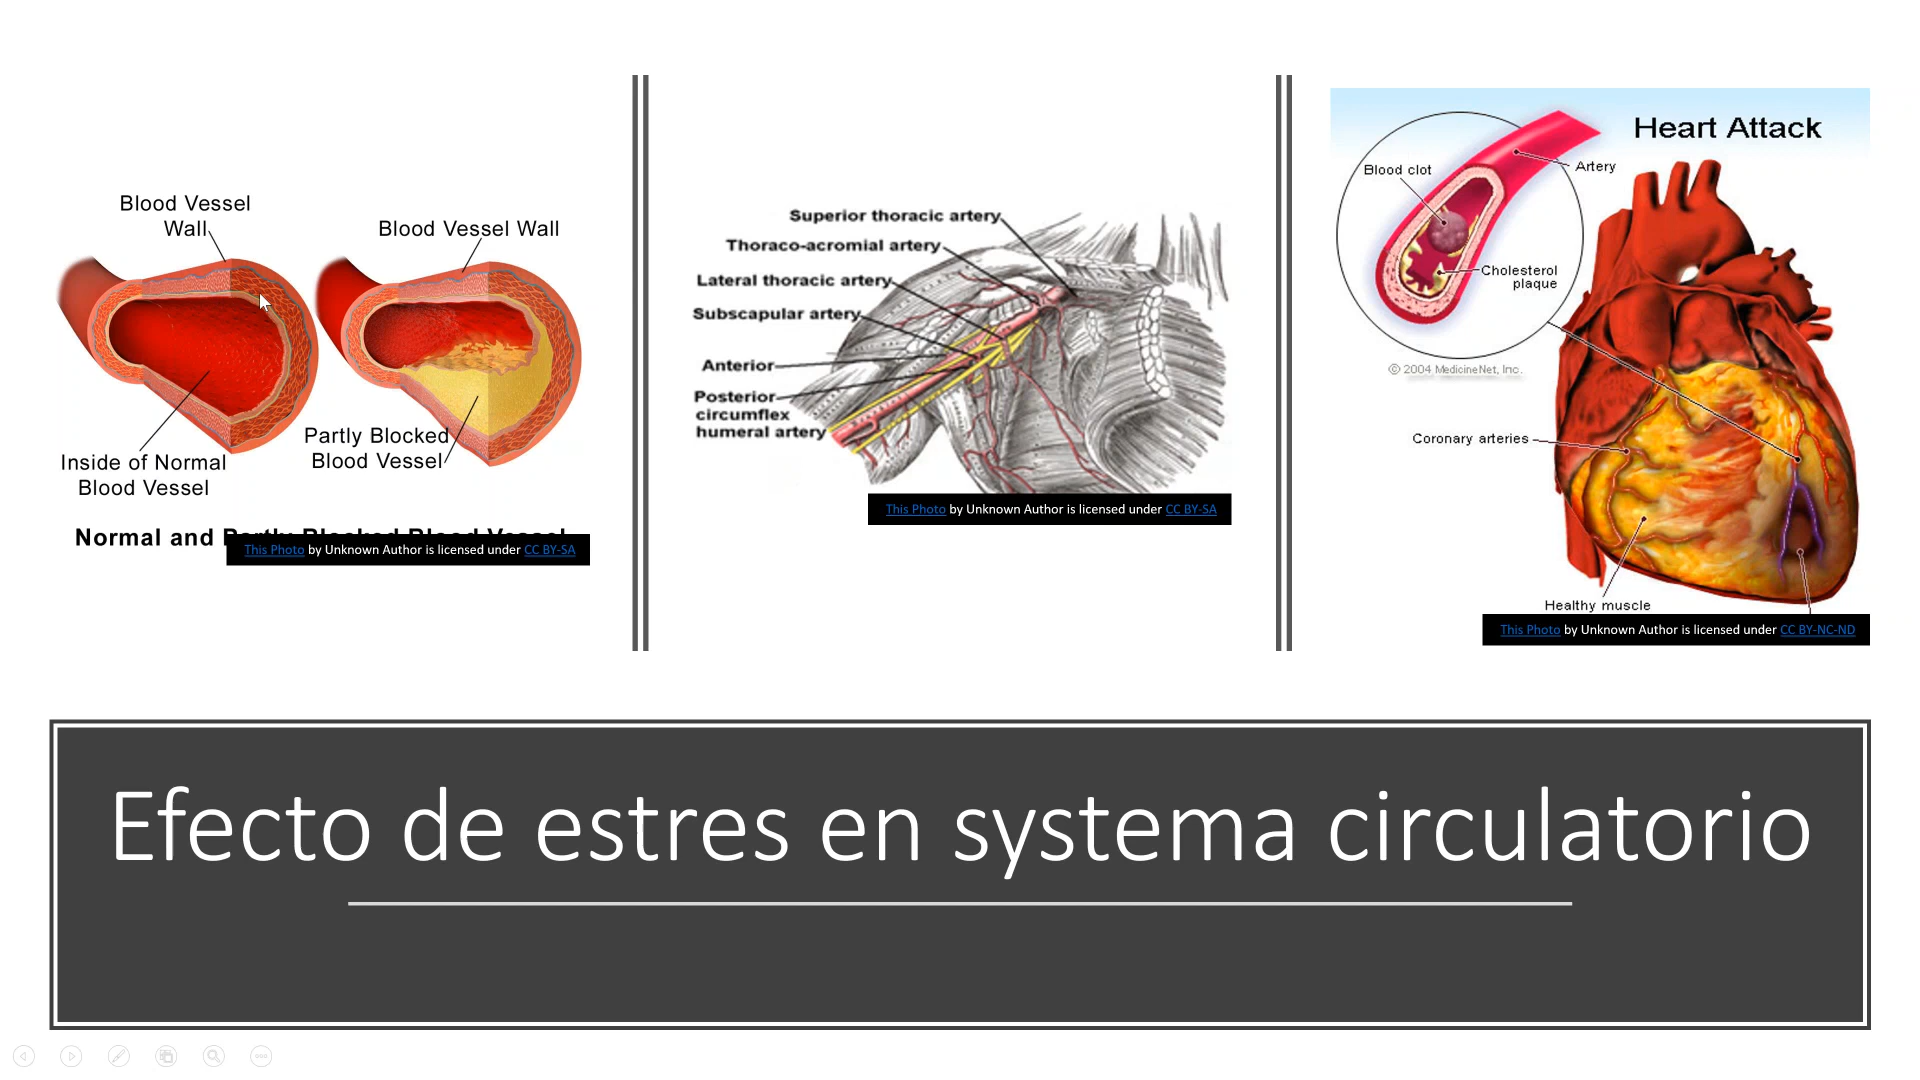 Blood Vessel
Wall
Blood Vessel Wall
Inside of Normal
Blood Vessel
Partly Blocked
Blood Vessel
Normal and Partly Blocked Blood Vessel
This Photo by Unknown Author is licensed under CC BY-SA
Superior thoracic artery
Thoraco-acromial artery
Lateral thoracic artery
Subscapular artery
Anterior
Posterior
circumflex
humeral artery
This Photo by Unknown Author is licensed under CC BY-SA
Heart Attack
Blood clot
Artery
Cholesterol
plaque
© 2004 MedicineNet, Inc.
Coronary arteries
Healthy muscle
This Photo by Unknown Author is licensed under CC BY-NC-ND
Efecto de estres en systema circulatorio